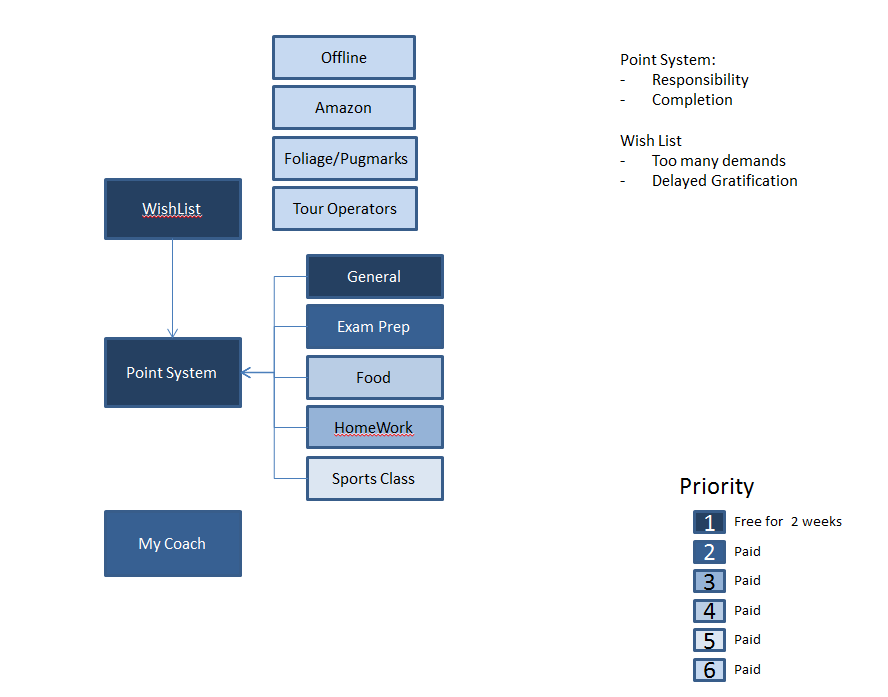 Offline
Amazon
Foliage/Pugmarks
Tour Operators
WishList
General
Exam Prep
Food
HomeWork
Sports Class
Point System
My Coach
Point System:
- Responsibility
- Completion
Wish List
- Too many demands
- Delayed Gratification
Priority
1 Free for 2 weeks
2 Paid
3 Paid
4 Paid
5 Paid
6 Paid